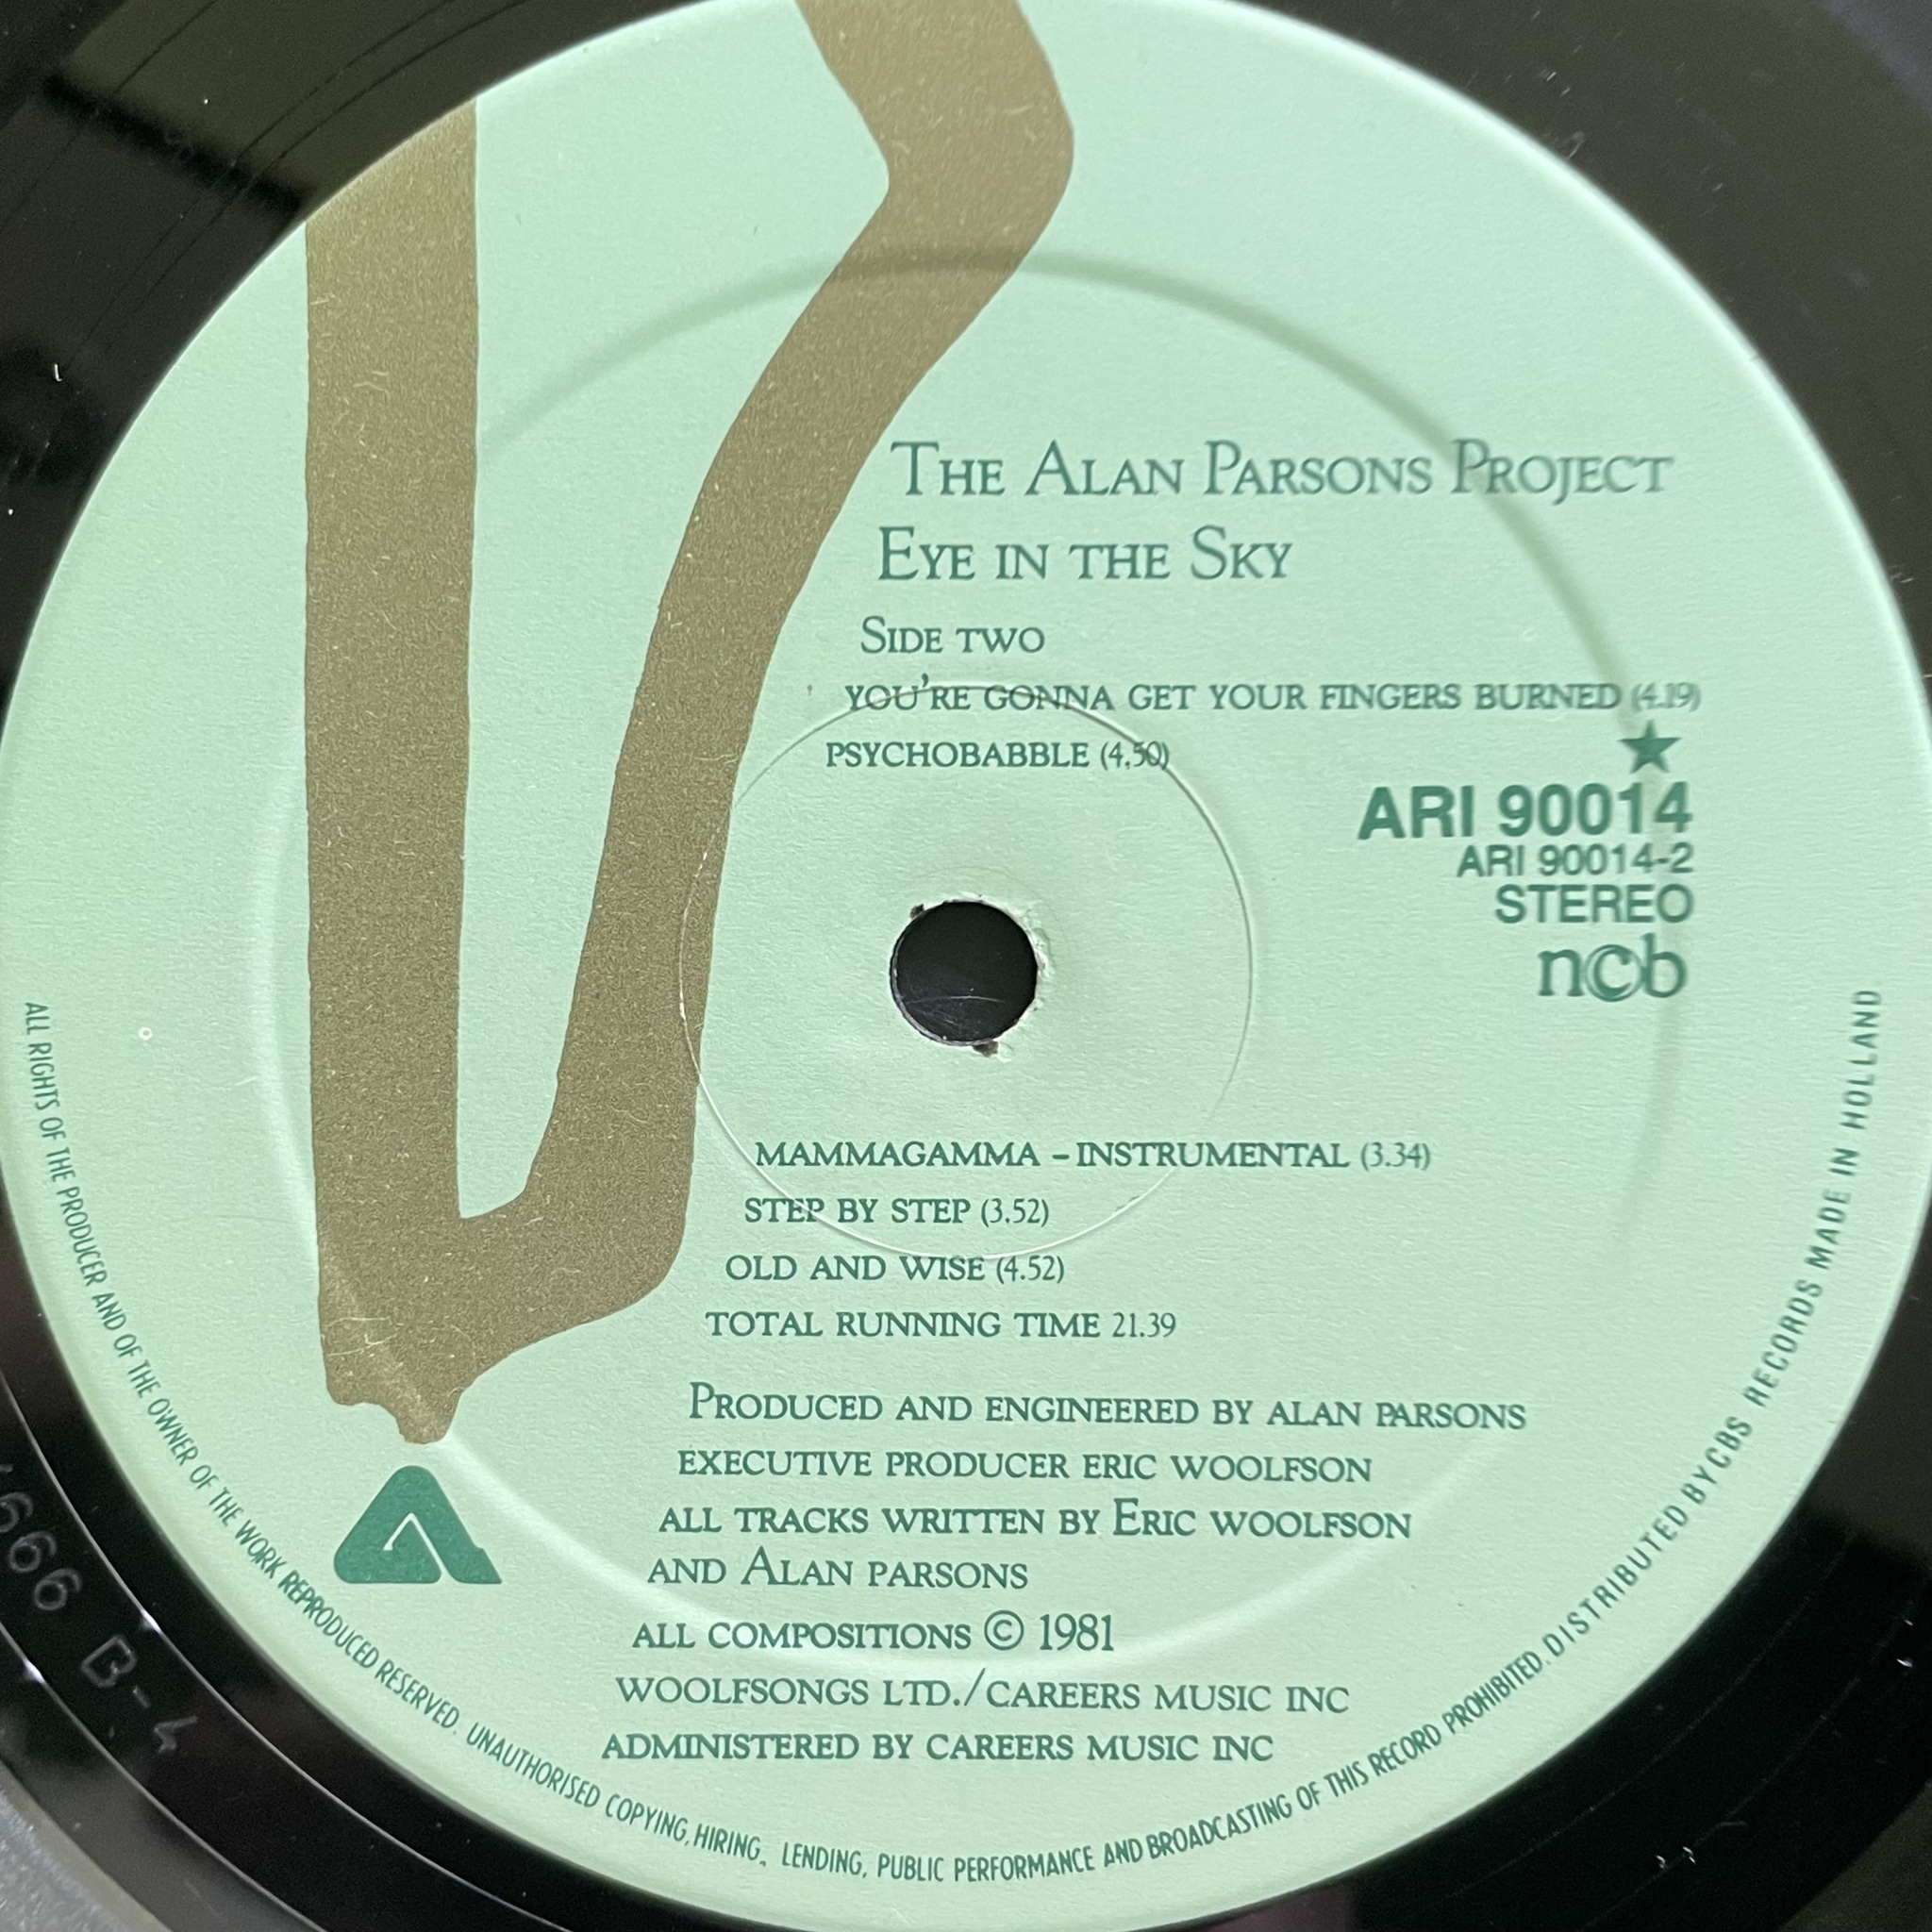 The Alan Parsons Project
Eye in the Sky
Side two
YOU'RE GONNA GET YOUR FINGERS BURNED (4.19)
PSYCHOBABBLE (4.50)
★
ARI 90014
ARI 90014-2
STEREO
n©b
MAMMAGAMMA – INSTRUMENTAL (3.34)
STEP BY STEP (3.52)
OLD AND WISE (4.52)
TOTAL RUNNING TIME 21.39
PRODUCED AND ENGINEERED BY ALAN PARSONS
EXECUTIVE PRODUCER ERIC WOOLFSON
ALL TRACKS WRITTEN BY ERIC WOOLFSON
AND ALAN PARSONS
ALL COMPOSITIONS © 1981
WOOLFSONGS LTD./CAREERS MUSIC INC
ADMINISTERED BY CAREERS MUSIC INC
ALL RIGHTS OF THE PRODUCER AND OF THE OWNER OF THE WORK REPRODUCED RESERVED. UNAUTHORISED COPYING, HIRING, LENDING, PUBLIC PERFORMANCE AND BROADCASTING OF THIS RECORD PROHIBITED. DISTRIBUTED BY CBS RECORDS MADE IN HOLLAND
666 B-4